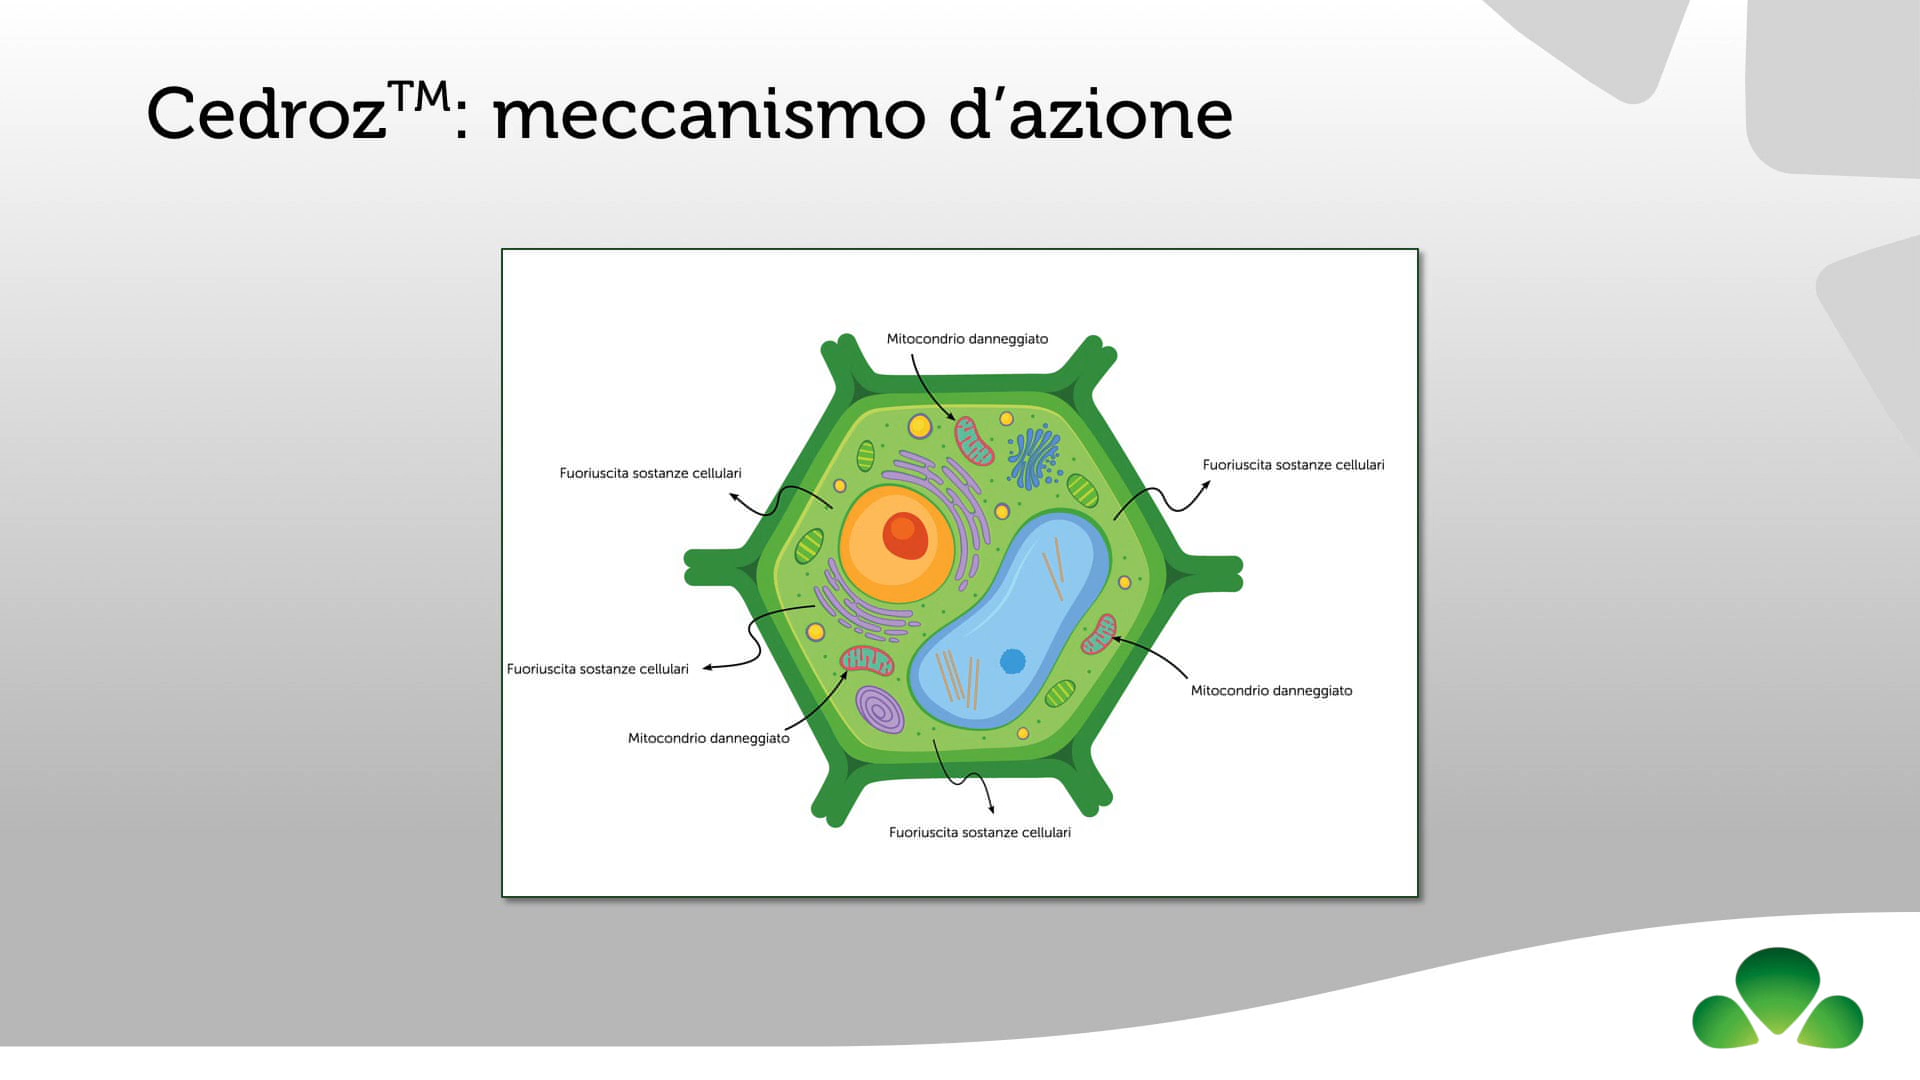 Cedroz™: meccanismo d’azione
Mitocondrio danneggiato
Fuoriuscita sostanze cellulari
Fuoriuscita sostanze cellulari
Fuoriuscita sostanze cellulari
Mitocondrio danneggiato
Mitocondrio danneggiato
Fuoriuscita sostanze cellulari